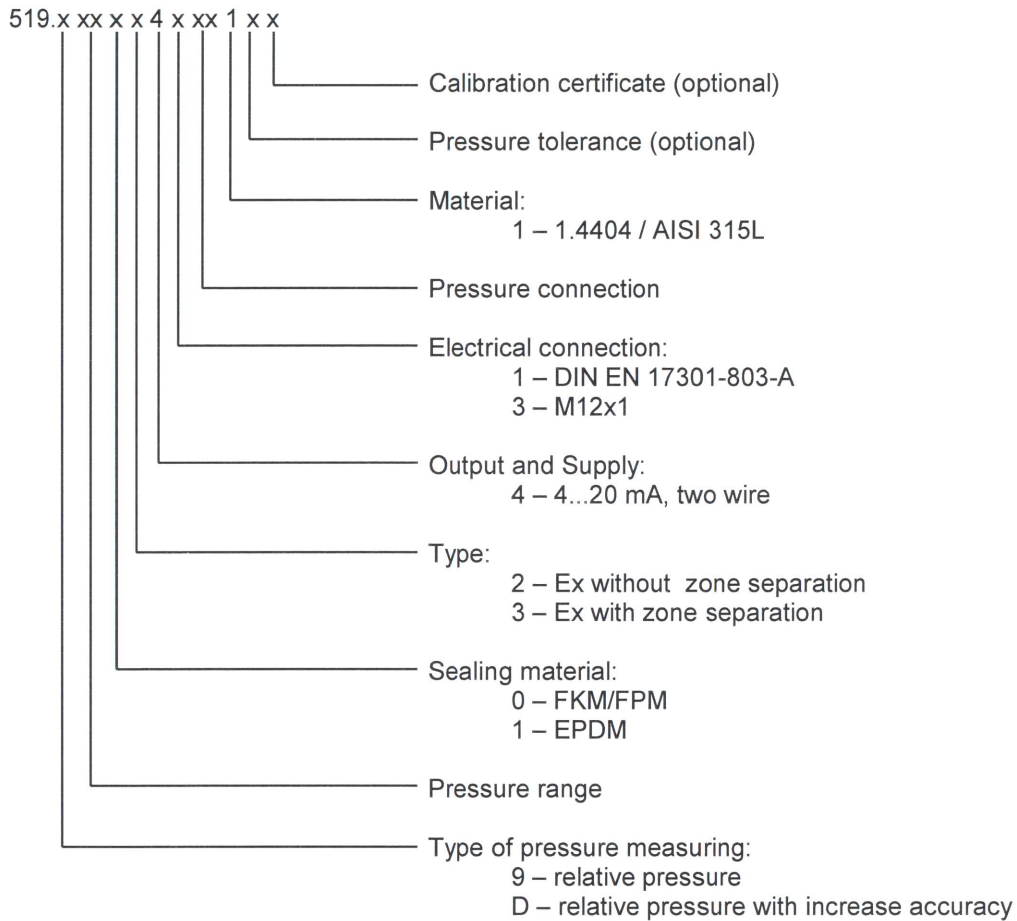 519.x xx x x 4 x xx 1 x x
Calibration certificate (optional)
Pressure tolerance (optional)
Material:
1 – 1.4404 / AISI 315L
Pressure connection
Electrical connection:
1 – DIN EN 17301-803-A
3 – M12x1
Output and Supply:
4 – 4...20 mA, two wire
Type:
2 – Ex without zone separation
3 – Ex with zone separation
Sealing material:
0 – FKM/FPM
1 – EPDM
Pressure range
Type of pressure measuring:
9 – relative pressure
D – relative pressure with increase accuracy